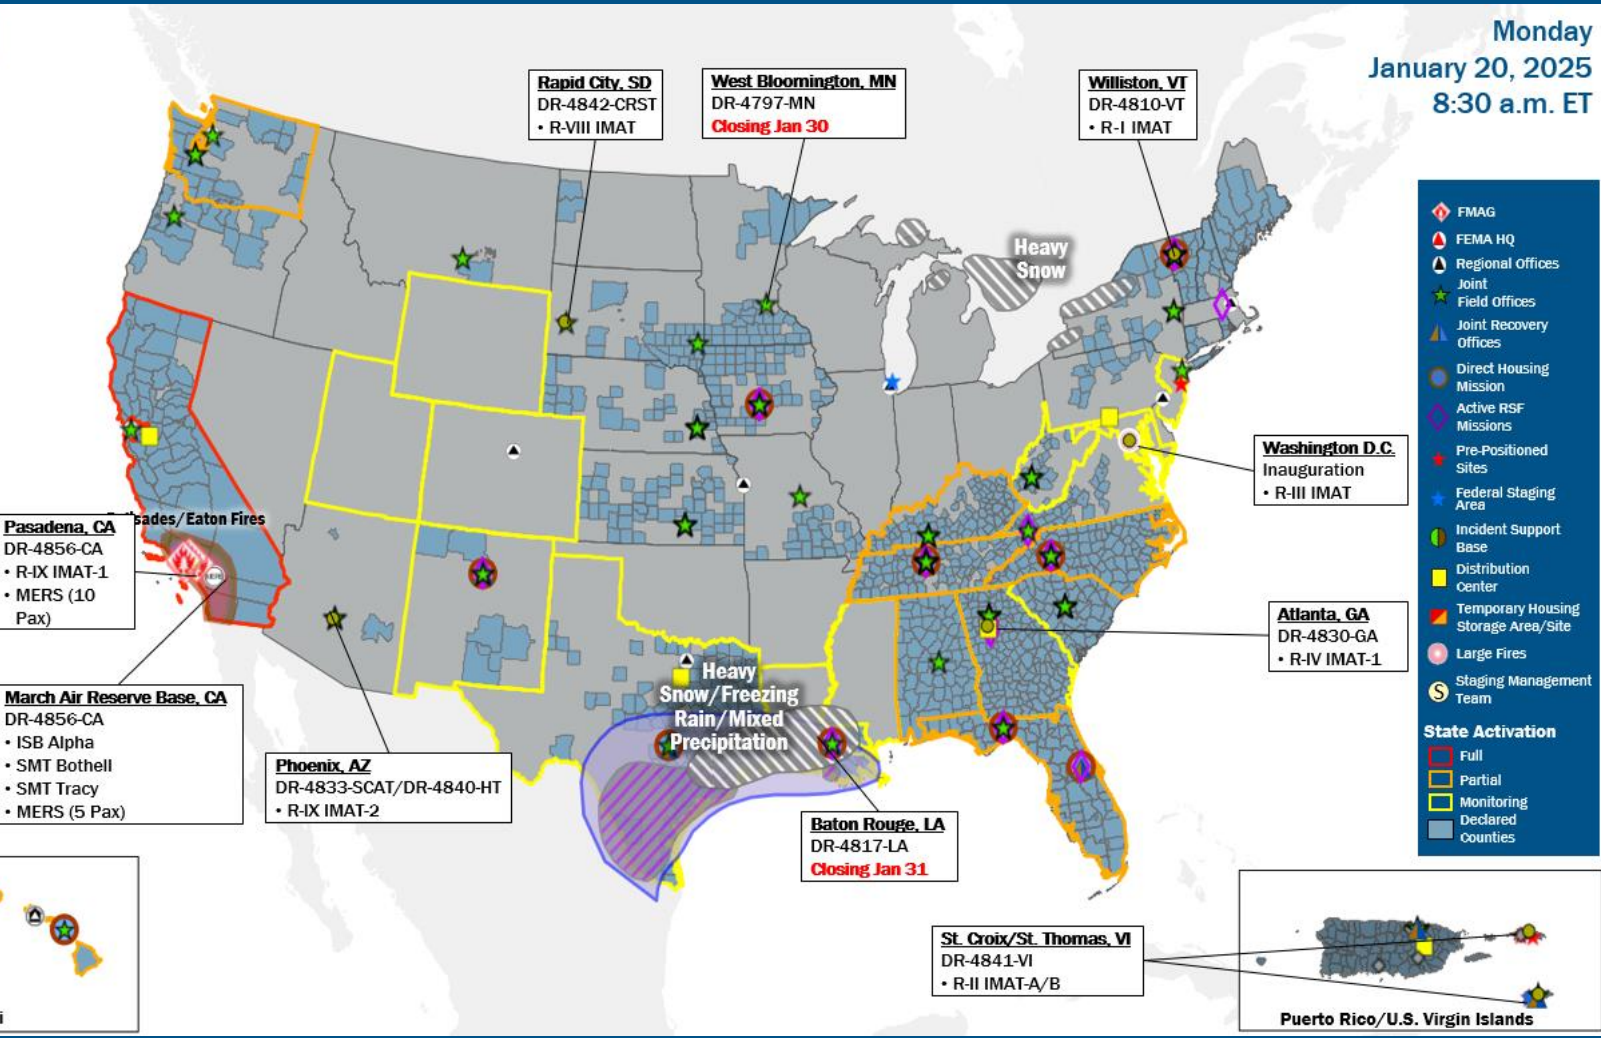 Monday
January 20, 2025
8:30 a.m. ET
Rapid City, SD
DR-4842-CRST
• R-VIII IMAT
West Bloomington, MN
DR-4797-MN
Closing Jan 30
Williston, VT
DR-4810-VT
• R-I IMAT
Heavy
Snow
FMAG
FEMA HQ
Regional Offices
Joint
Field Offices
Joint Recovery
Offices
Direct Housing
Mission
Active RSF
Missions
Pre-Positioned
Sites
Federal Staging
Area
Incident Support
Base
Distribution
Center
Temporary Housing
Storage Area/Site
Large Fires
S
Staging Management
Team
State Activation
Full
Partial
Monitoring
Declared
Counties
Washington D.C.
Inauguration
• R-III IMAT
/Eaton Fires
Pasadena, CA
DR-4856-CA
• R-IX IMAT-1
• MERS (10
Pax)
MERS
Atlanta, GA
DR-4830-GA
• R-IV IMAT-1
Heavy
Snow/Freezing
Rain/Mixed
Precipitation
March Air Reserve Base, CA
DR-4856-CA
• ISB Alpha
• SMT Bothell
• SMT Tracy
• MERS (5 Pax)
Phoenix, AZ
DR-4833-SCAT/DR-4840-HT
• R-IX IMAT-2
Baton Rouge, LA
DR-4817-LA
Closing Jan 31
St. Croix/St. Thomas, VI
DR-4841-VI
• R-II IMAT-A/B
Puerto Rico/U.S. Virgin Islands